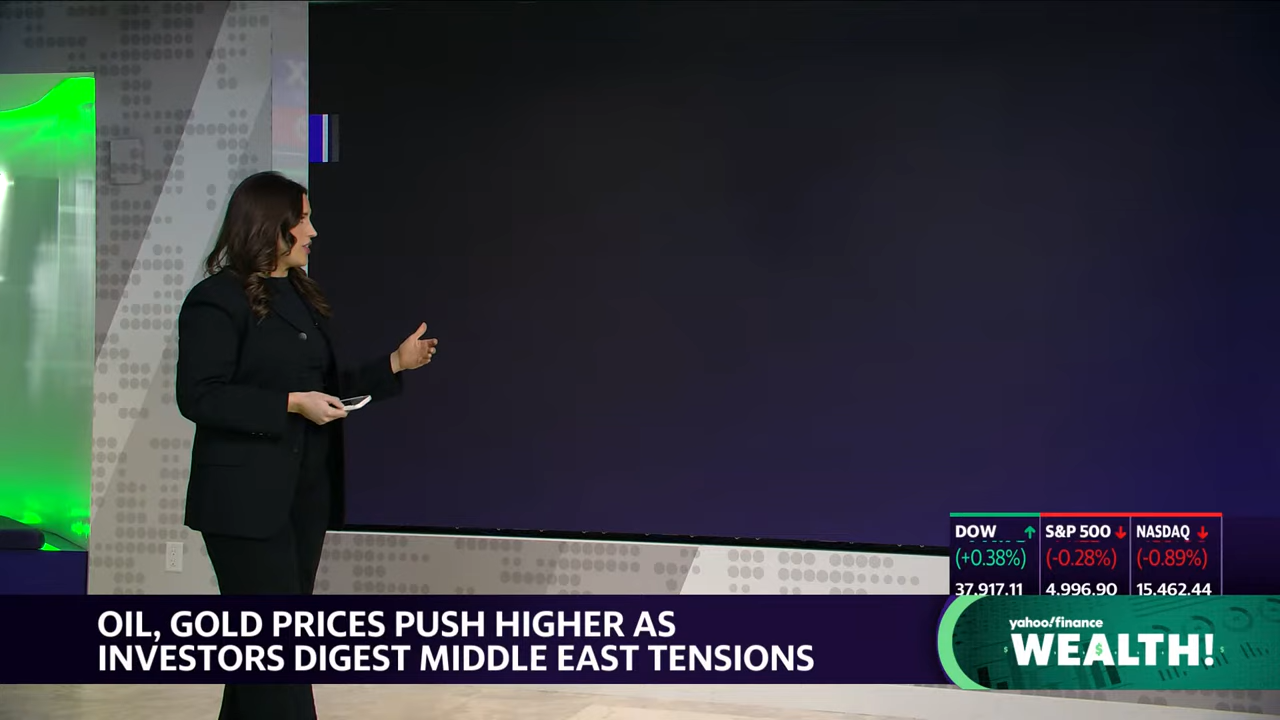 DOW
S&P 500
NASDAQ
(+0.38%)
(-0.28%)
(-0.89%)
37,917.11
4,996.90
15,462.44
OIL, GOLD PRICES PUSH HIGHER AS
INVESTORS DIGEST MIDDLE EAST TENSIONS
yahoo!finance
WEALTH!